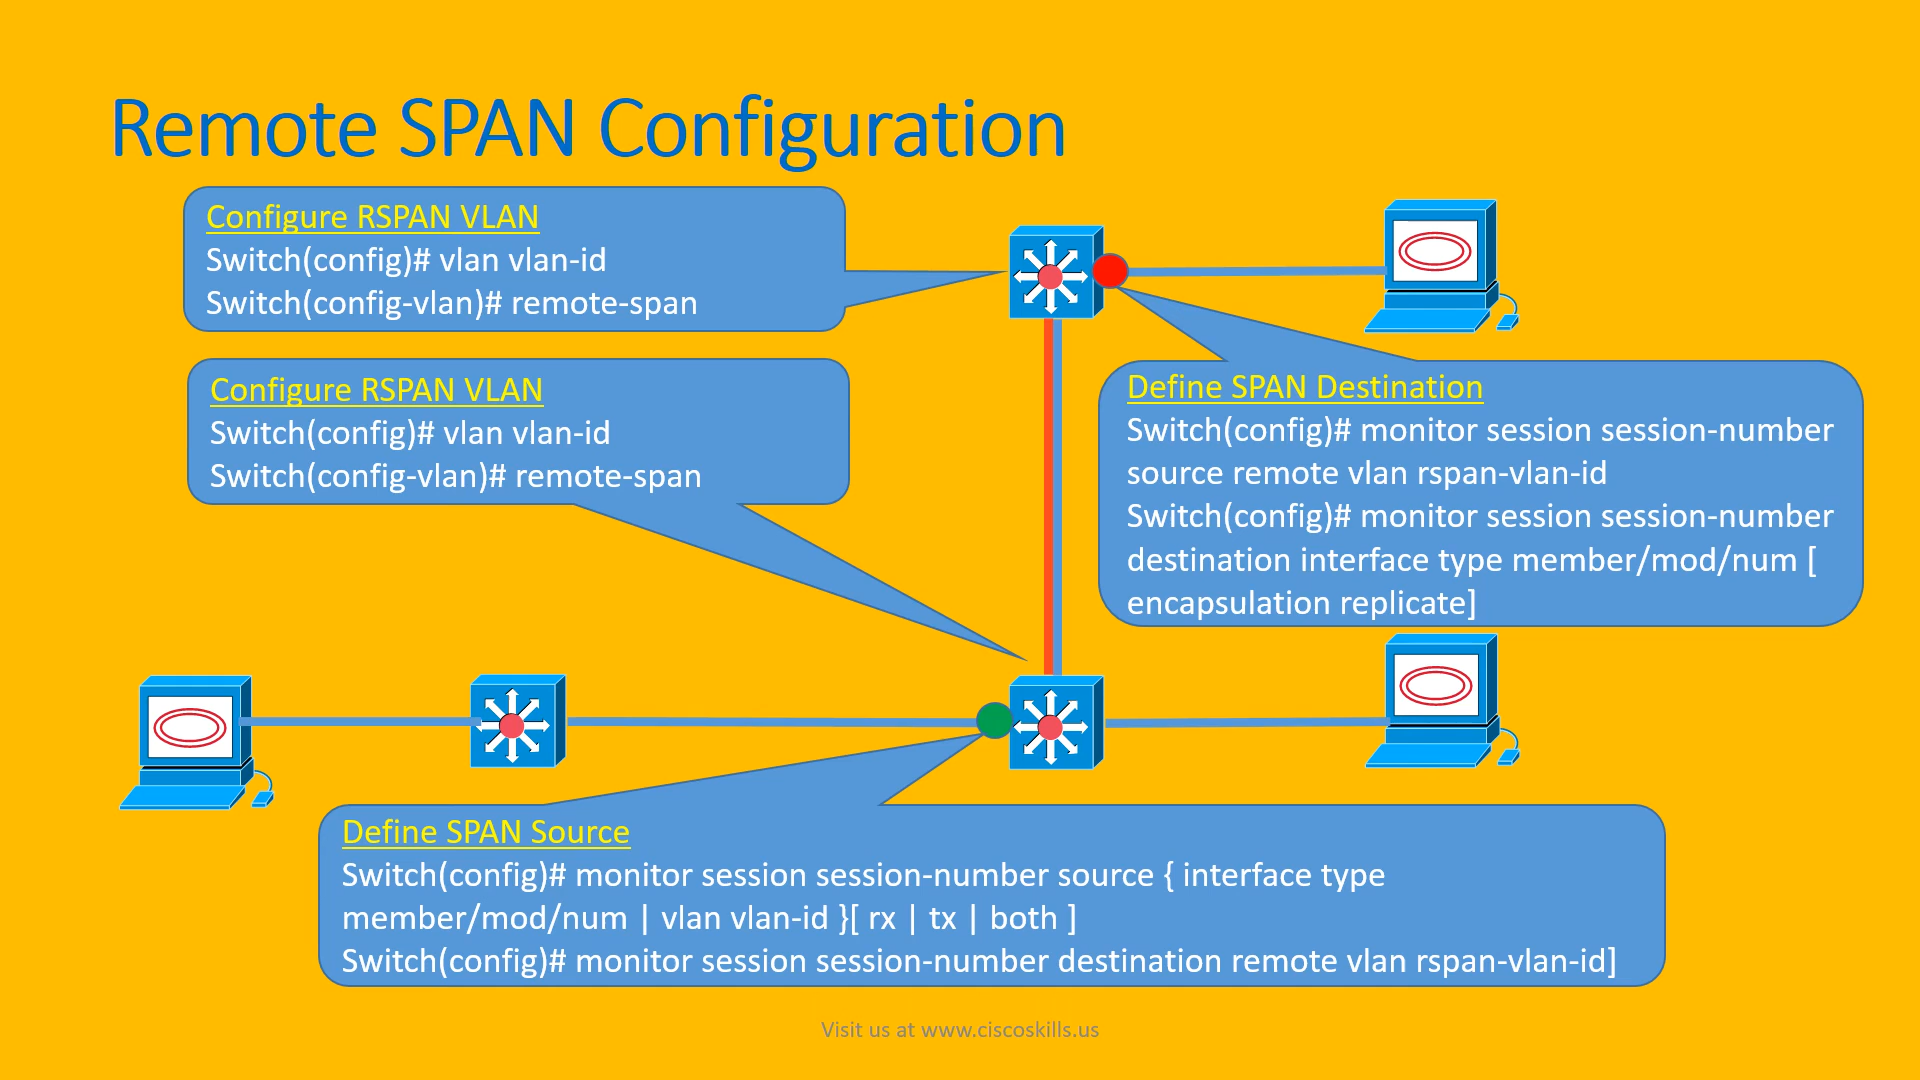 Remote SPAN Configuration
Configure RSPAN VLAN
Switch(config)# vlan vlan-id
Switch(config-vlan)# remote-span
Configure RSPAN VLAN
Switch(config)# vlan vlan-id
Switch(config-vlan)# remote-span
Define SPAN Destination
Switch(config)# monitor session session-number
source remote vlan rspan-vlan-id
Switch(config)# monitor session session-number
destination interface type member/mod/num [
encapsulation replicate]
Define SPAN Source
Switch(config)# monitor session session-number source { interface type
member/mod/num | vlan vlan-id }[ rx | tx | both ]
Switch(config)# monitor session session-number destination remote vlan rspan-vlan-id]
Visit us at www.ciscoskills.us